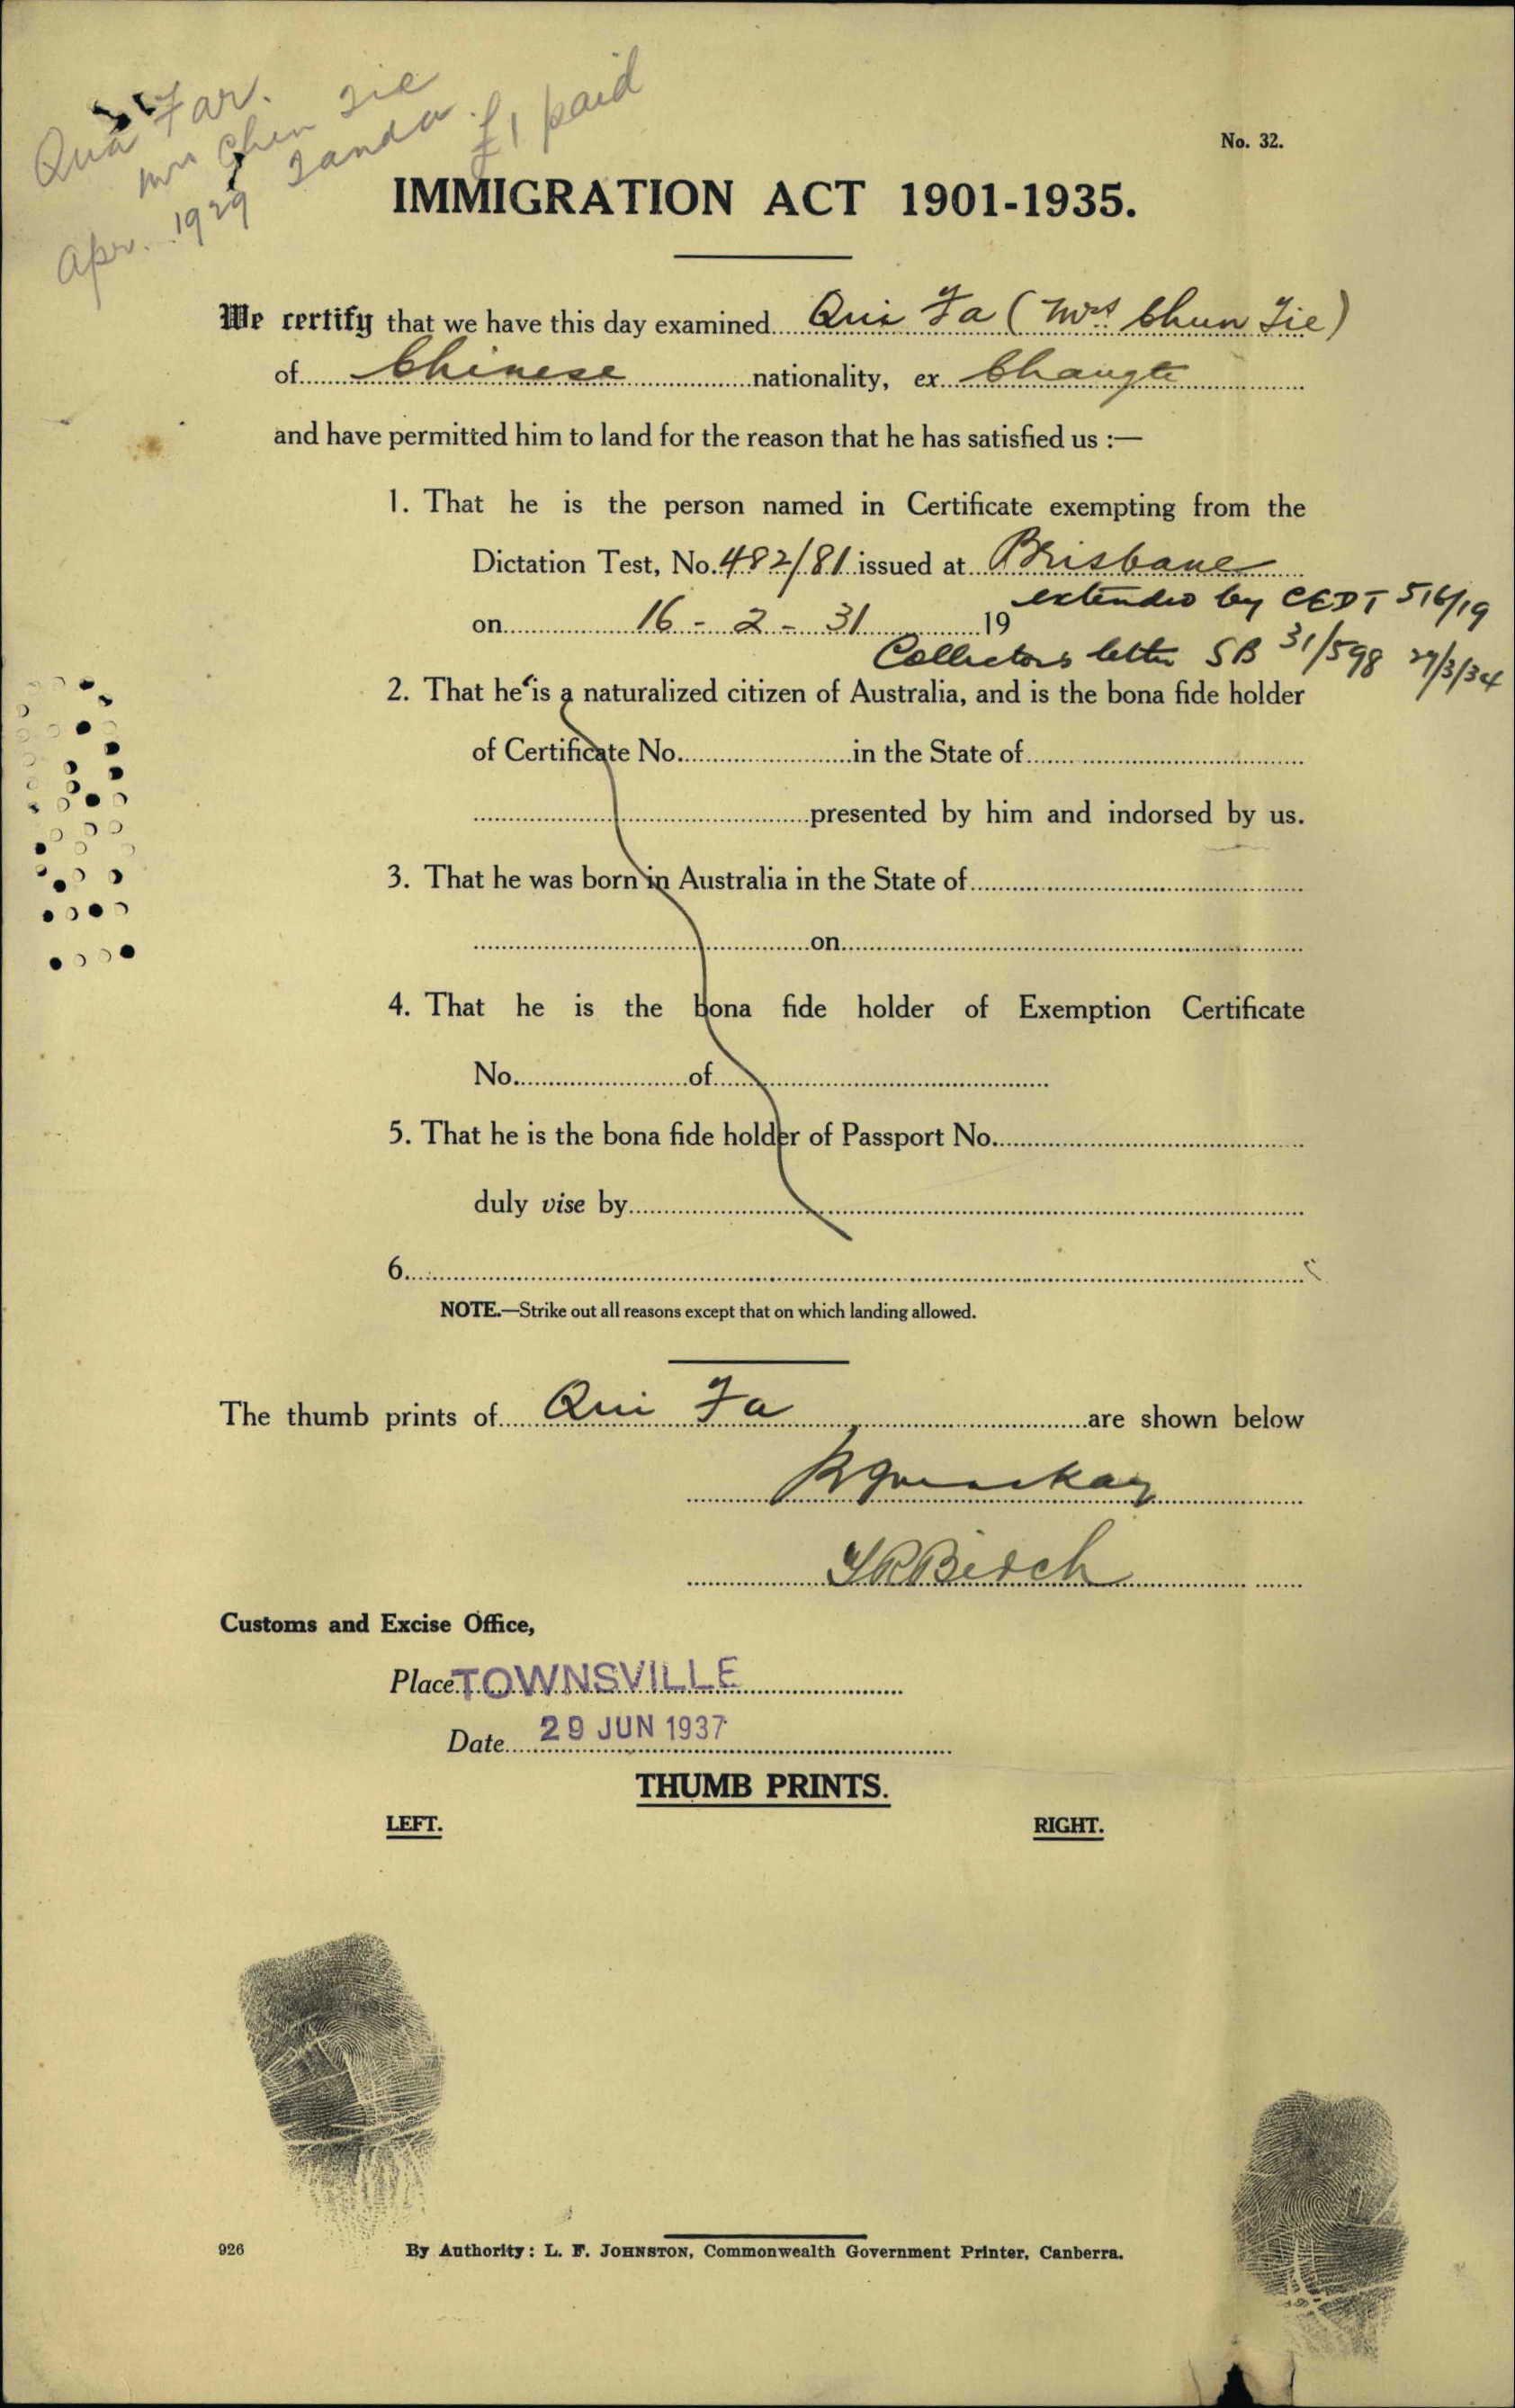 Qua Far.
Mrs Chen Tie
Apr. 1929 Tanda £1 paid
No. 32.
IMMIGRATION ACT 1901-1935.
We certify that we have this day examined Qui Fa (Mrs Chun Tie)
of Chinese nationality, ex Changte
and have permitted him to land for the reason that he has satisfied us :—
1. That he is the person named in Certificate exempting from the
Dictation Test, No. 482/81 issued at Brisbane
on 16 - 2 - 31 19 extended by CEDT 516/19
Collectors letter SB 31/598 27/3/34
2. That he is a naturalized citizen of Australia, and is the bona fide holder
of Certificate No. in the State of
presented by him and indorsed by us.
3. That he was born in Australia in the State of
on
4. That he is the bona fide holder of Exemption Certificate
No. of
5. That he is the bona fide holder of Passport No.
duly vise by
6.
NOTE.—Strike out all reasons except that on which landing allowed.
The thumb prints of Qui Fa are shown below
Birch
Customs and Excise Office,
Place TOWNSVILLE
Date 29 JUN 1937
THUMB PRINTS.
LEFT. RIGHT.
926 By Authority: L. F. JOHNSTON, Commonwealth Government Printer, Canberra.